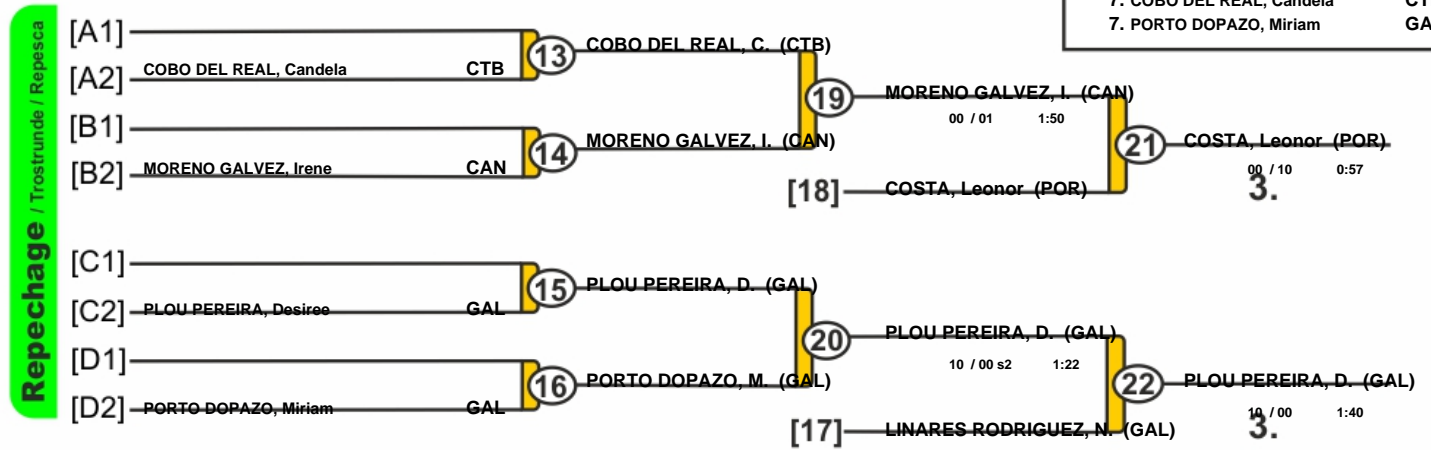 7. COBO DEL REAL, Candela
7. PORTO DOPAZO, Miriam GA
Repechage / Trostrunde / Repesca
[A1]
[A2] COBO DEL REAL, Candela CTB
13 COBO DEL REAL, C. (CTB)
[B1]
[B2] MORENO GALVEZ, Irene CAN
14 MORENO GALVEZ, I. (CAN)
19 MORENO GALVEZ, I. (CAN)
00 / 01 1:50
[18] COSTA, Leonor (POR)
21 COSTA, Leonor (POR)
00 / 10 0:57
3.
[C1]
[C2] PLOU PEREIRA, Desiree GAL
15 PLOU PEREIRA, D. (GAL)
[D1]
[D2] PORTO DOPAZO, Miriam GAL
16 PORTO DOPAZO, M. (GAL)
20 PLOU PEREIRA, D. (GAL)
10 / 00 s2 1:22
[17] LINARES RODRIGUEZ, N. (GAL)
22 PLOU PEREIRA, D. (GAL)
10 / 00 1:40
3.